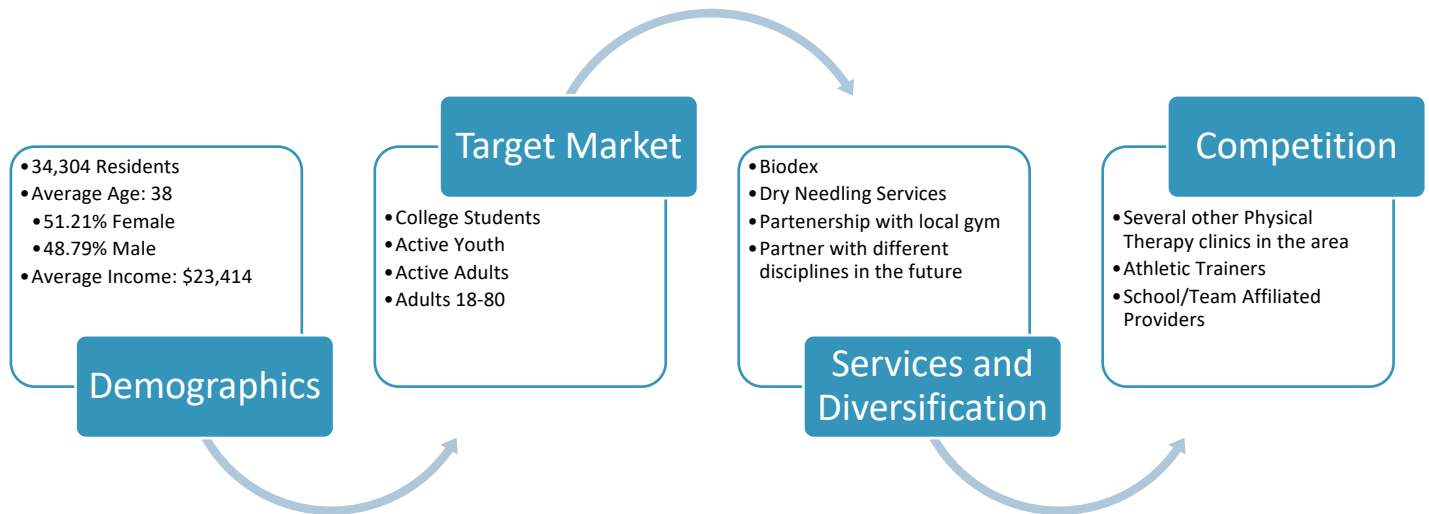 •34,304 Residents
•Average Age: 38
•51.21% Female
•48.79% Male
•Average Income: $23,414
Demographics
Target Market
•College Students
•Active Youth
•Active Adults
•Adults 18-80
•Biodex
•Dry Needling Services
•Partenership with local gym
•Partner with different
disciplines in the future
Services and
Diversification
Competition
•Several other Physical
Therapy clinics in the area
•Athletic Trainers
•School/Team Affiliated
Providers